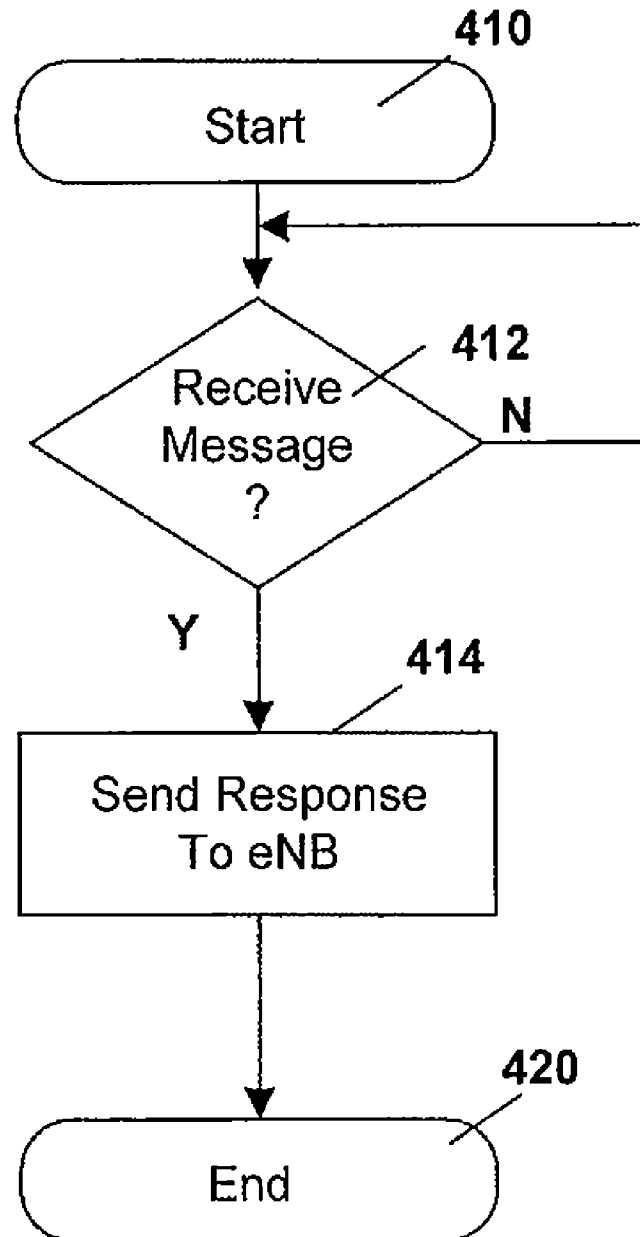 410
Start
412
Receive
Message
?
N
Y
414
Send Response
To eNB
420
End